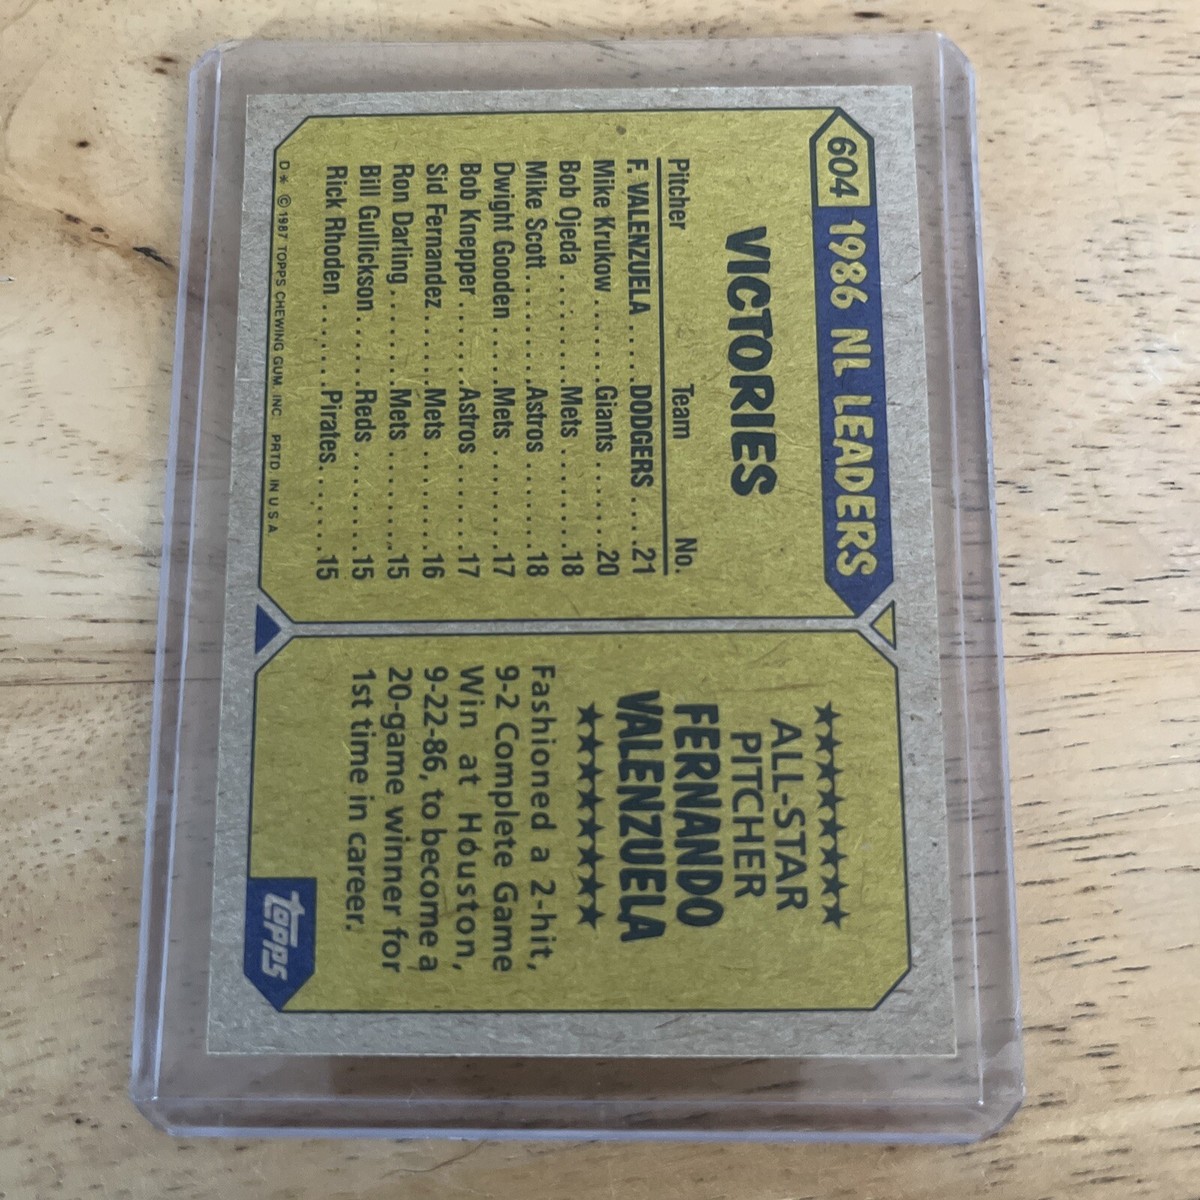 604 1986 NL LEADERS
VICTORIES
Pitcher Team No.
F. VALENZUELA.....DODGERS...21
Mike Krukow.......Giants......20
Bob Ojeda.........Mets........18
Mike Scott........Astros......18
Dwight Gooden.....Mets........17
Bob Knepper.......Astros......17
Sid Fernandez.....Mets........16
Ron Darling.......Mets........15
Bill Gullickson...Reds........15
Rick Rhoden.......Pirates.....15
D* © 1987 TOPPS CHEWING GUM, INC. PRTD. IN U.S.A.
★★★★★★★★
ALL-STAR
PITCHER
FERNANDO
VALENZUELA
★★★★★★★★
Fashioned a 2-hit,
9-2 Complete Game
Win at Houston,
9-22-86, to become a
20-game winner for
1st time in career.
topps